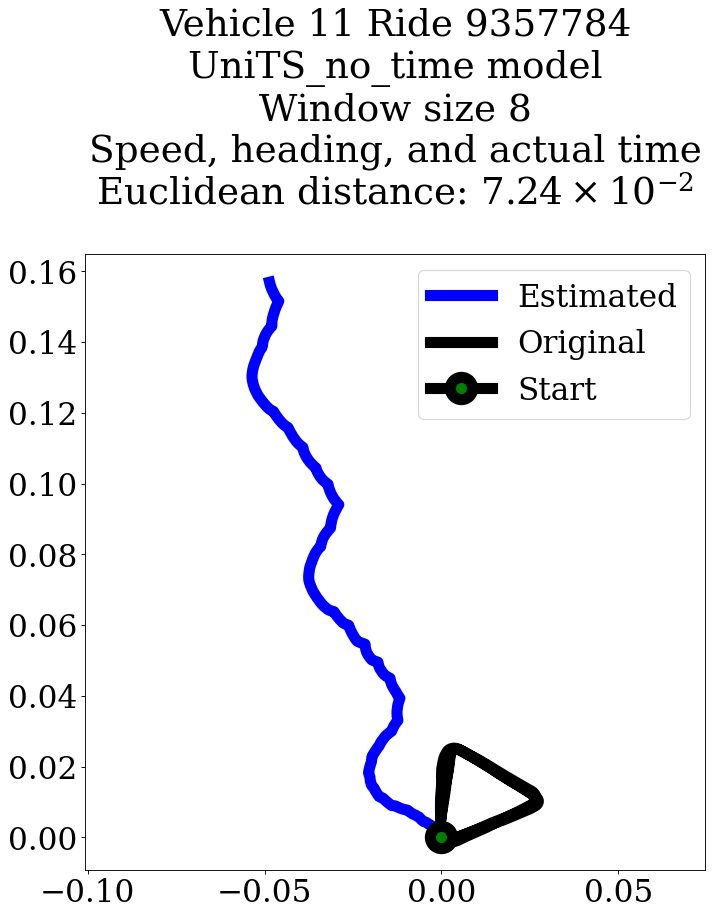 Vehicle 11 Ride 9357784
UniTS_no_time model
Window size 8
Speed, heading, and actual time
Euclidean distance: 7.24 × 10⁻²
Estimated
Original
Start
0.16
0.14
0.12
0.10
0.08
0.06
0.04
0.02
0.00
−0.10 −0.05 0.00 0.05